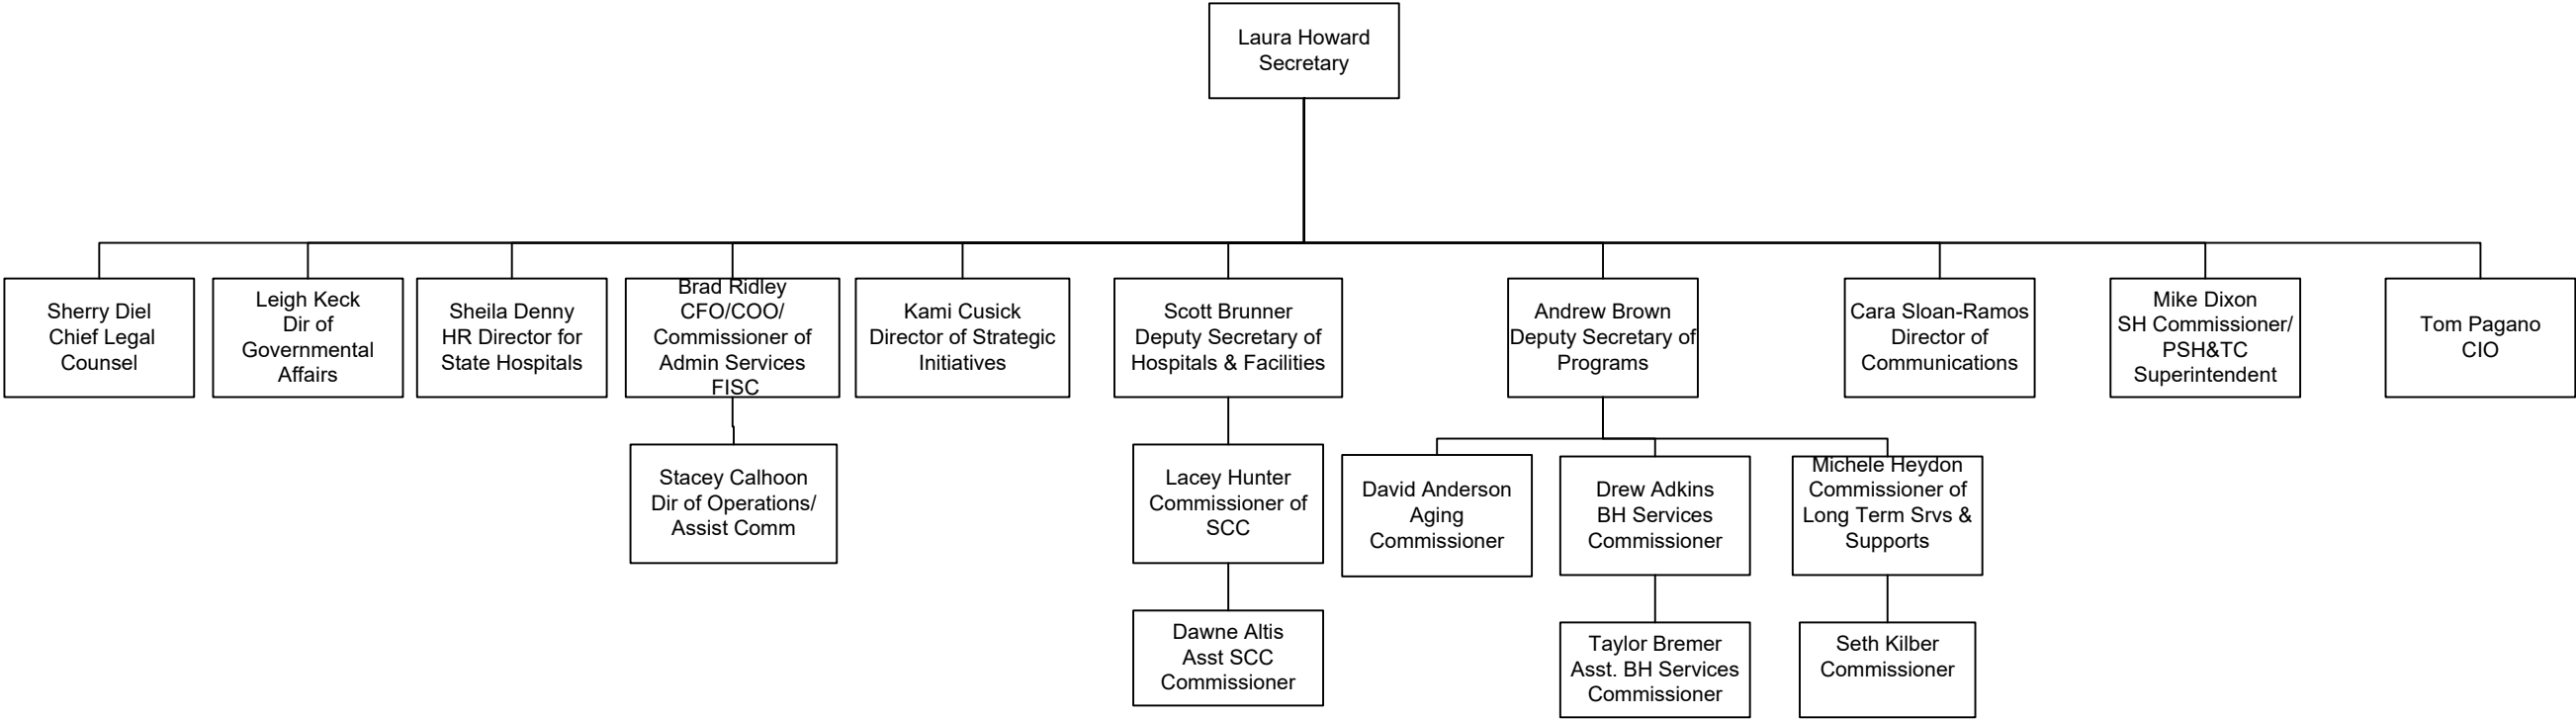 Laura Howard
Secretary
Sherry Diel
Chief Legal
Counsel
Leigh Keck
Dir of
Governmental
Affairs
Sheila Denny
HR Director for
State Hospitals
Brad Ridley
CFO/COO/
Commissioner of
Admin Services
FISC
Kami Cusick
Director of Strategic
Initiatives
Scott Brunner
Deputy Secretary of
Hospitals & Facilities
Andrew Brown
Deputy Secretary of
Programs
Cara Sloan-Ramos
Director of
Communications
Mike Dixon
SH Commissioner/
PSH&TC
Superintendent
Tom Pagano
CIO
Stacey Calhoon
Dir of Operations/
Assist Comm
Lacey Hunter
Commissioner of
SCC
David Anderson
Aging
Commissioner
Drew Adkins
BH Services
Commissioner
Michele Heydon
Commissioner of
Long Term Srvs &
Supports
Dawne Altis
Asst SCC
Commissioner
Taylor Bremer
Asst. BH Services
Commissioner
Seth Kilber
Commissioner